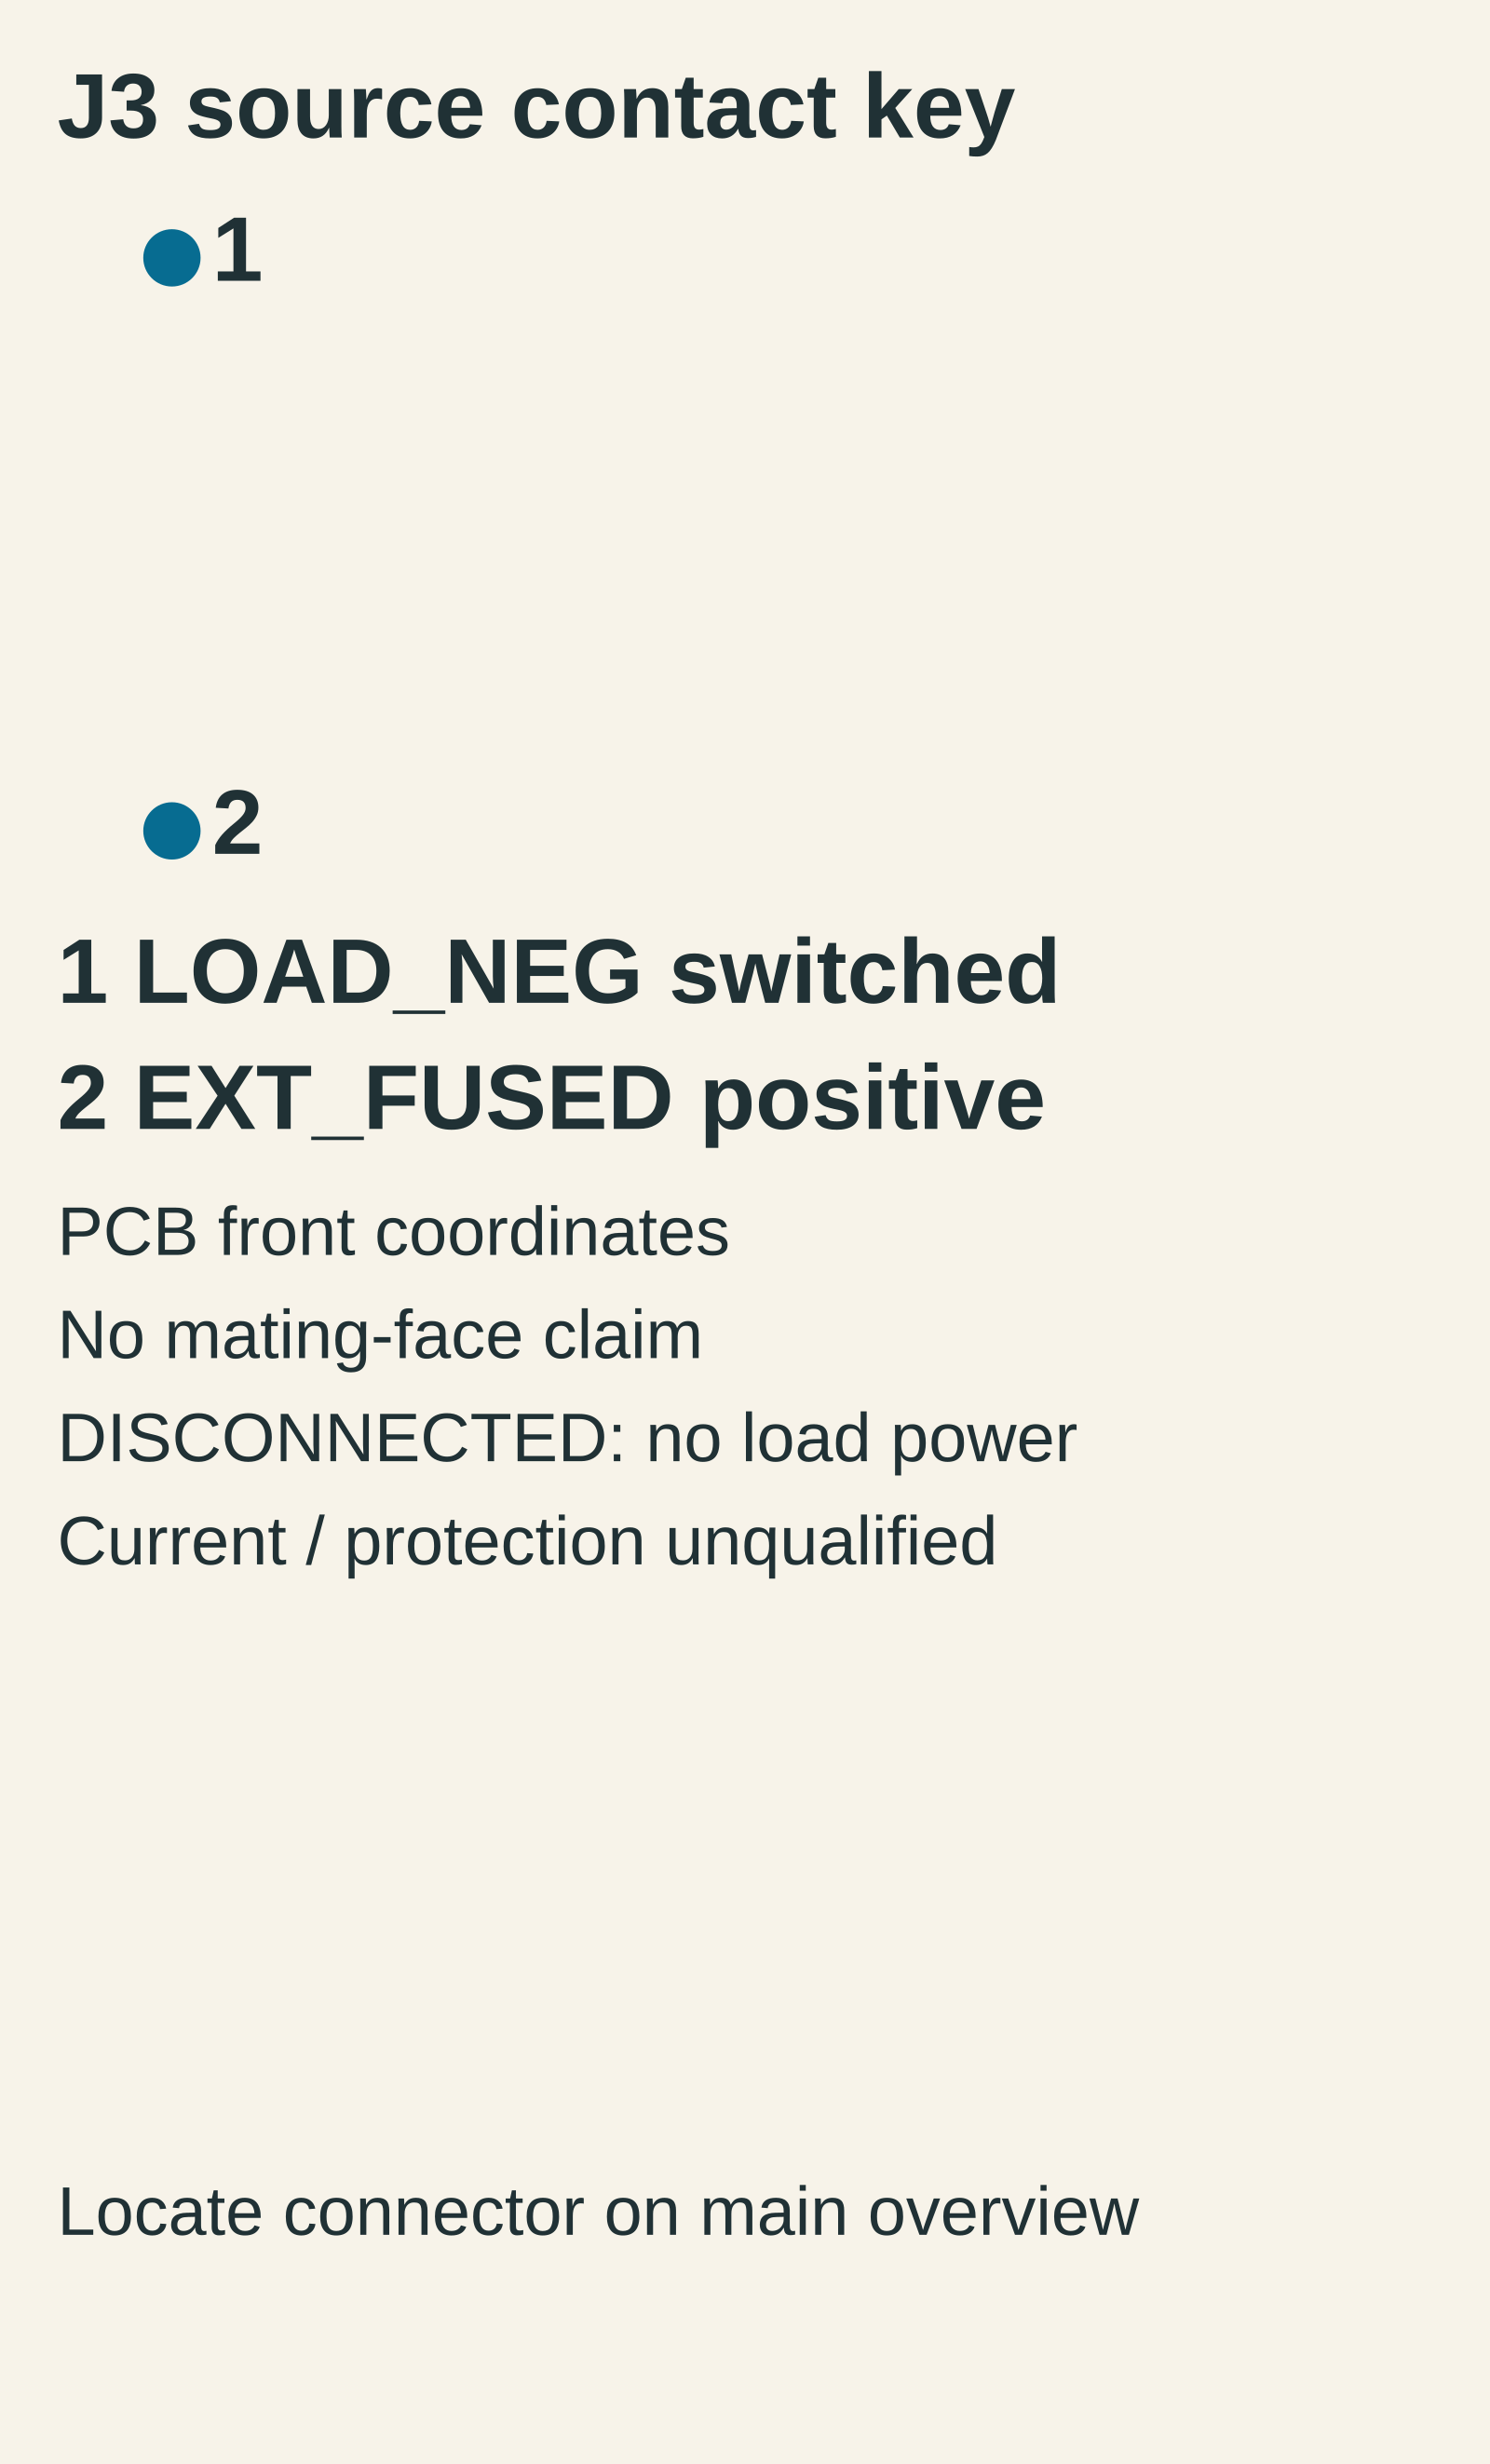 J3 source contact key
1
2
1 LOAD_NEG switched
2 EXT_FUSED positive
PCB front coordinates
No mating-face claim
DISCONNECTED: no load power
Current / protection unqualified
Locate connector on main overview